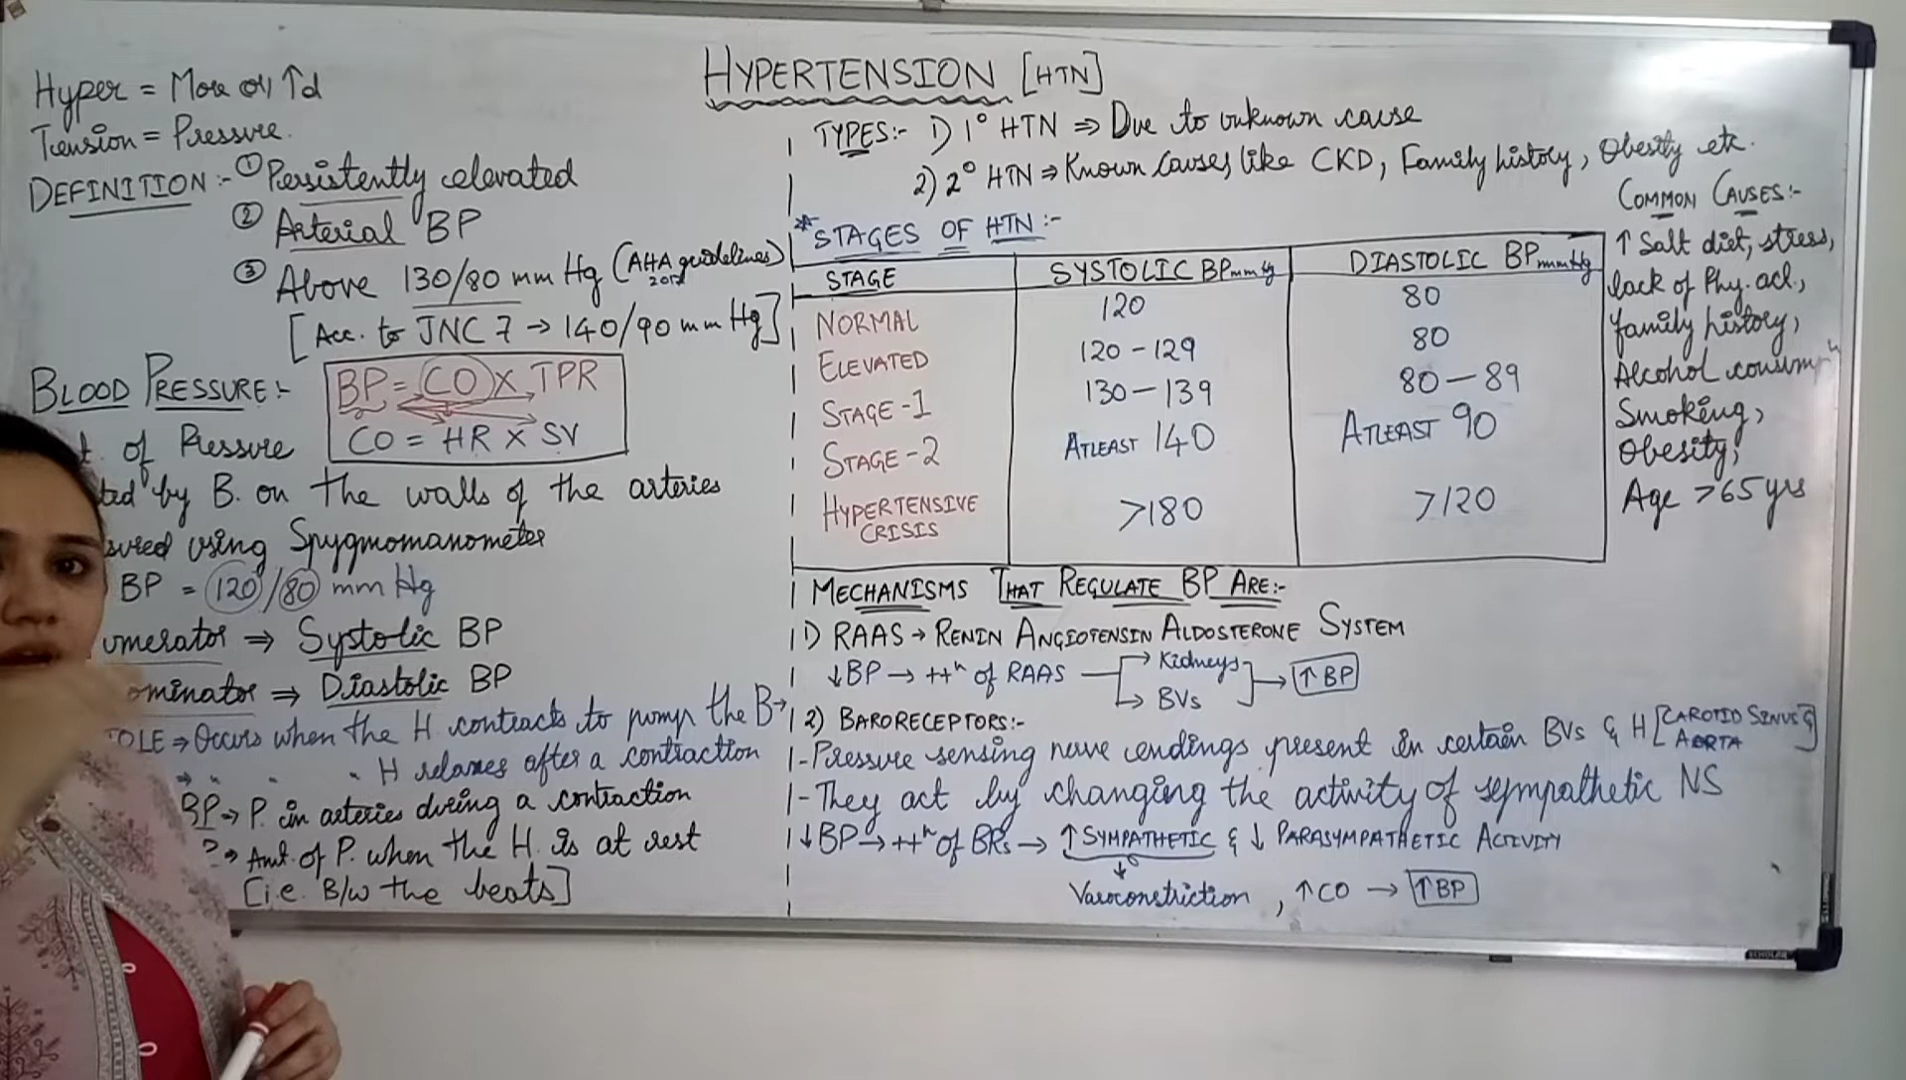 HYPERTENSION [HTN]
Hyper = More or ↑d
Tension = Pressure.
DEFINITION :- ① Persistently elevated
② Arterial BP
③ Above 130/80 mm Hg (AHA guidelines 2017)
[Acc. to JNC 7 → 140/90 mm Hg]
BLOOD PRESSURE :-
BP = CO X TPR
CO = HR X SV
t. of Pressure
ted by B. on the walls of the arteries
sured using Spygmomanometer
BP = 120/80 mm Hg
umerator ⇒ Systolic BP
ominator ⇒ Diastolic BP
OLE ⇒ Occurs when the H contracts to pump the B
⇒ " " " H relaxes after a contraction
BP → P. in arteries during a contraction
P → Amt. of P. when the H is at rest
[i.e. B/w the beats]
TYPES:- 1) 1° HTN ⇒ Due to unknown cause
2) 2° HTN ⇒ Known Causes like CKD, Family history, Obesity etc.
*STAGES OF HTN :-
STAGE SYSTOLIC BP mm Hg DIASTOLIC BP mm Hg
NORMAL 120 80
ELEVATED 120 - 129 80
STAGE - 1 130 - 139 80 - 89
STAGE - 2 ATLEAST 140 ATLEAST 90
HYPERTENSIVE CRISIS >180 >120
COMMON CAUSES:-
↑ Salt diet, stress,
lack of Phy. act.,
family history,
Alcohol consum
Smoking,
Obesity,
Age >65 yrs
MECHANISMS THAT REGULATE BP ARE:-
1) RAAS → RENIN ANGIOTENSIN ALDOSTERONE SYSTEM
↓BP → ++ⁿ of RAAS → Kidneys → ↑BP
→ BVs
2) BARORECEPTORS:-
- Pressure sensing nerve endings present in certain BVs & H [CAROTID SINUS & AORTA]
- They act by changing the activity of sympathetic NS
↓BP → ++ⁿ of BRs → ↑ SYMPATHETIC & ↓ PARASYMPATHETIC ACTIVITY
Vasoconstriction, ↑ CO → ↑BP